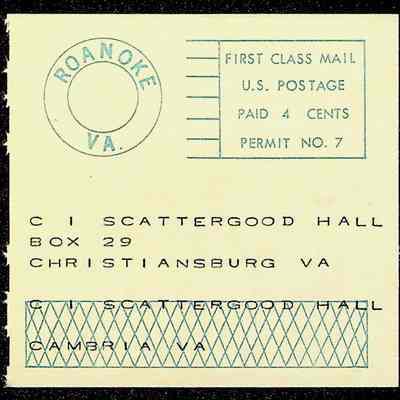 ROANOKE
VA.
FIRST CLASS MAIL
U.S. POSTAGE
PAID 4 CENTS
PERMIT NO. 7
C I SCATTERGOOD HALL
BOX 29
CHRISTIANSBURG VA
C I SCATTERGOOD HALL
CAMBRIA VA